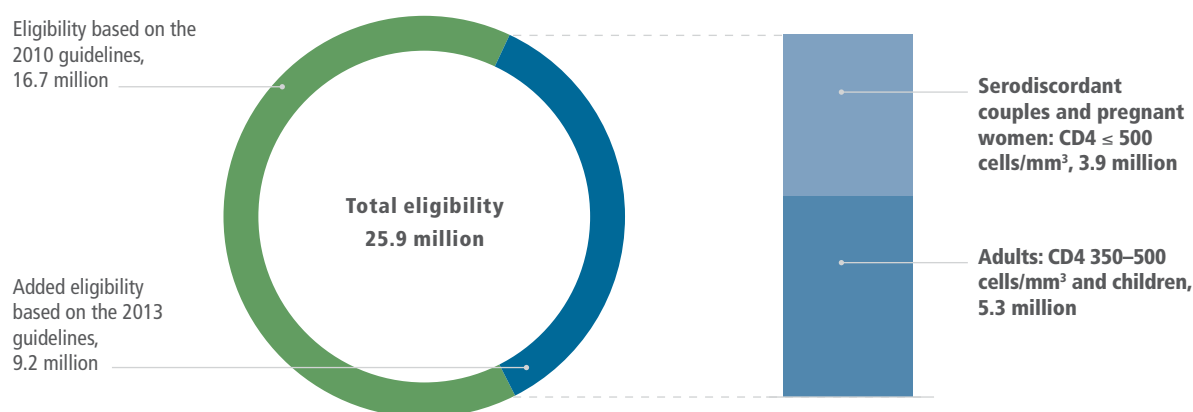 Eligibility based on the
2010 guidelines,
16.7 million
Added eligibility
based on the 2013
guidelines,
9.2 million
Total eligibility
25.9 million
Serodiscordant
couples and pregnant
women: CD4 ≤ 500
cells/mm³, 3.9 million
Adults: CD4 350–500
cells/mm³ and children,
5.3 million